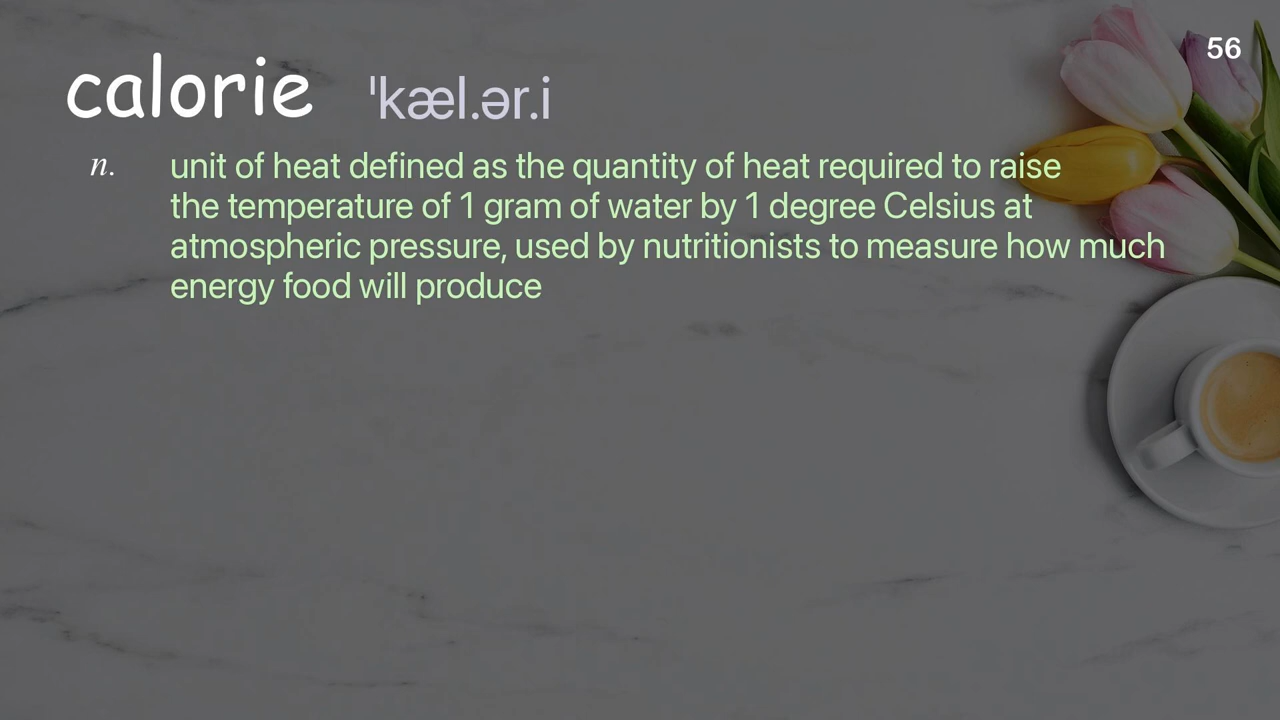 56
calorie ˈkæl.ər.i
n. unit of heat defined as the quantity of heat required to raise
the temperature of 1 gram of water by 1 degree Celsius at
atmospheric pressure, used by nutritionists to measure how much
energy food will produce